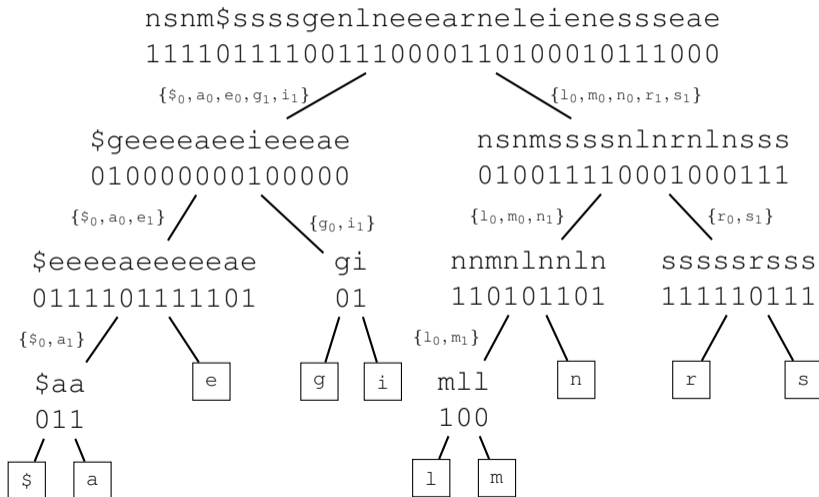 nsnm$ssssgenlneeearneleienessseae
111101111001110000110100010111000
{$₀,a₀,e₀,g₁,i₁} {l₀,m₀,n₀,r₁,s₁}
$geeeeaeeieeeae nsnmssssnlnrnlnsss
010000000100000 010011110001000111
{$₀,a₀,e₁} {g₀,i₁} {l₀,m₀,n₁} {r₀,s₁}
$eeeeaeeeeeae gi nnmnlnnln sssssrsss
0111101111101 01 110101101 111110111
{$₀,a₁} {l₀,m₁}
$aa e g i mll n r s
011 100
$ a l m